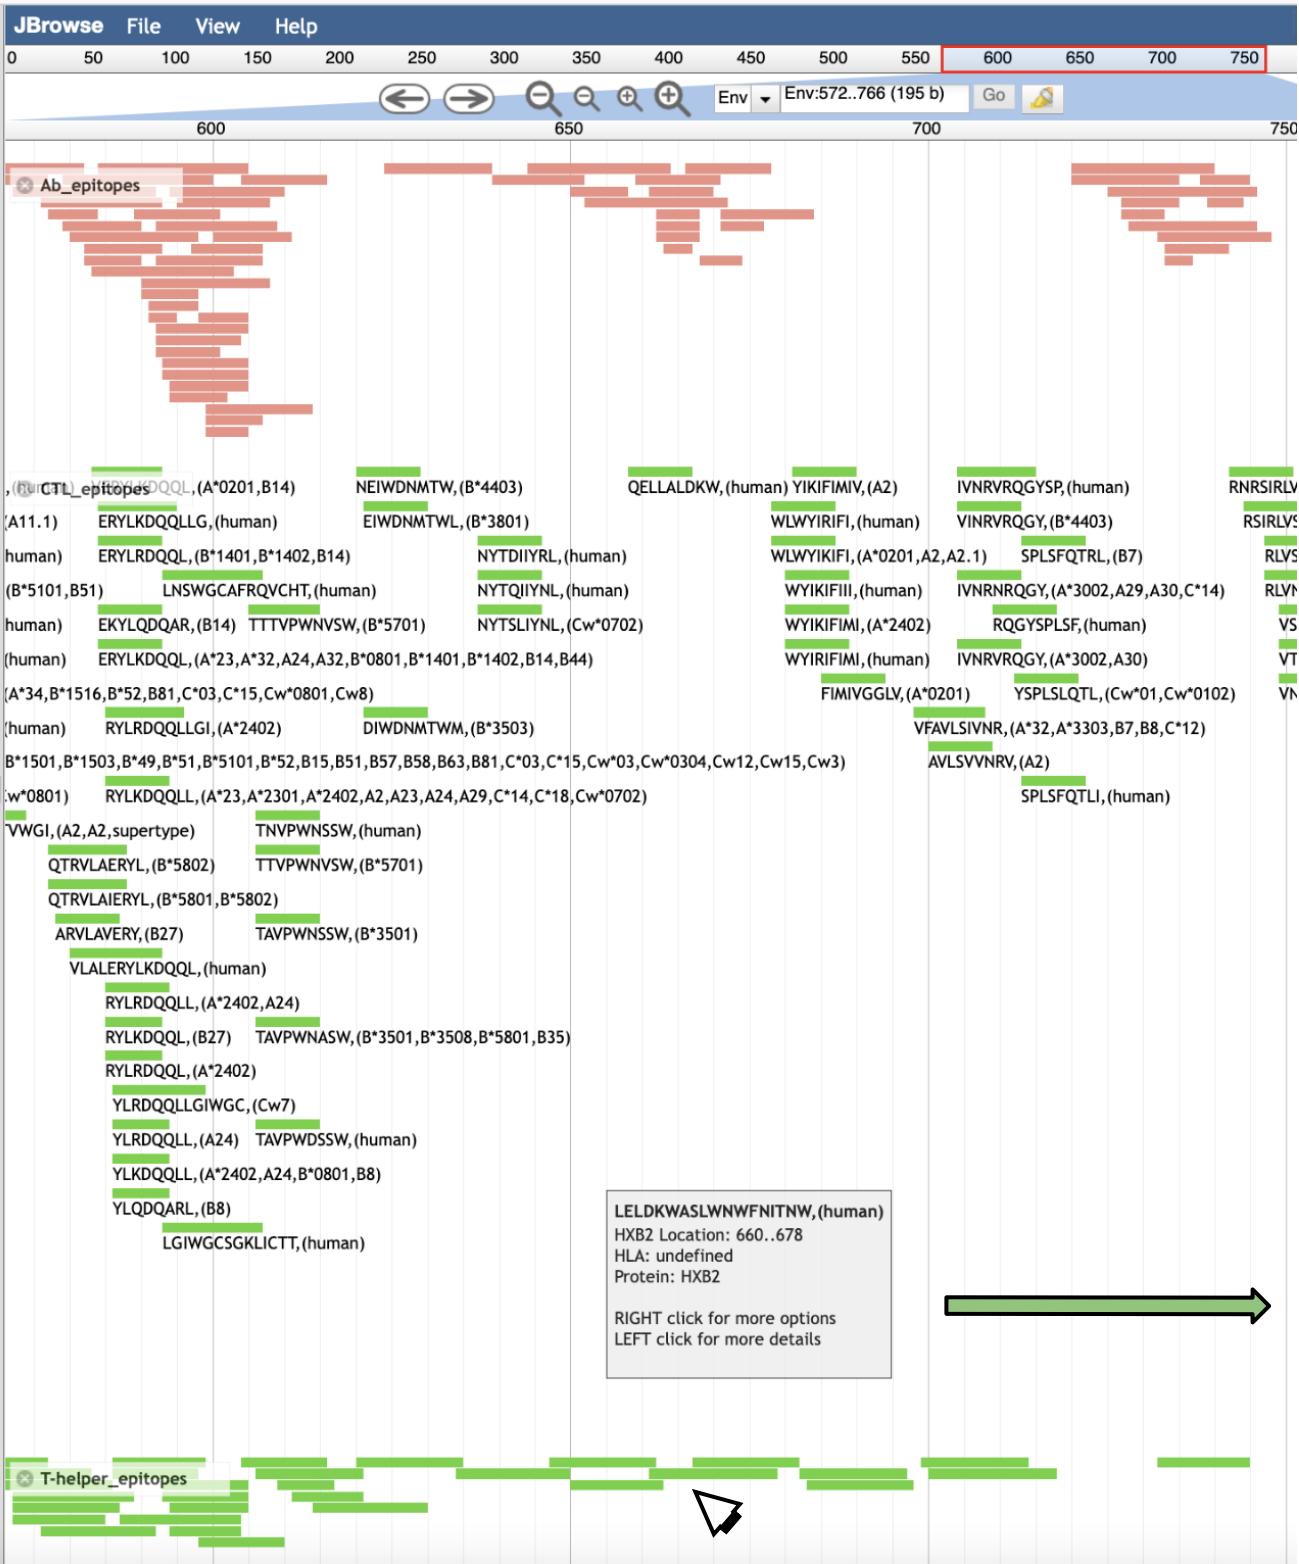 JBrowse File View Help
0 50 100 150 200 250 300 350 400 450 500 550 600 650 700 750
Env Env:572..766 (195 b) Go
600 650 700 750
Ab_epitopes
CTL_epitopes ,(A*0201,B14) NEIWDNMTW,(B*4403) QELLALDKW,(human) YIKIFIMIV,(A2) IVNRVRQGYSP,(human) RNRSIRLV
(A11.1) ERYLKDQQLLG,(human) EIWDNMTWL,(B*3801) WLWYIRIFI,(human) VINRVRQGY,(B*4403) RSIRLVS
human) ERYLRDQQL,(B*1401,B*1402,B14) NYTDIIYRL,(human) WLWYIKIFI,(A*0201,A2,A2.1) SPLSFQTRL,(B7) RLVS
(B*5101,B51) LNSWGCAFRQVCHT,(human) NYTQIIYNL,(human) WYIKIFIII,(human) IVNRNRQGY,(A*3002,A29,A30,C*14) RLVN
human) EKYLQDQAR,(B14) TTTVPWNVSW,(B*5701) NYTSLIYNL,(Cw*0702) WYIKIFIMI,(A*2402) RQGYSPLSF,(human) VS
(human) ERYLKDQQL,(A*23,A*32,A24,A32,B*0801,B*1401,B*1402,B14,B44) WYIRIFIMI,(human) IVNRVRQGY,(A*3002,A30) VT
(A*34,B*1516,B*52,B81,C*03,C*15,Cw*0801,Cw8) FIMIVGGLV,(A*0201) YSPLSLQTL,(Cw*01,Cw*0102) VN
(human) RYLRDQQLLGI,(A*2402) DIWDNMTWM,(B*3503) VFAVLSIVNR,(A*32,A*3303,B7,B8,C*12)
B*1501,B*1503,B*49,B*51,B*5101,B*52,B15,B51,B57,B58,B63,B81,C*03,C*15,Cw*03,Cw*0304,Cw12,Cw15,Cw3) AVLSVVNRV,(A2)
w*0801) RYLKDQQLL,(A*23,A*2301,A*2402,A2,A23,A24,A29,C*14,C*18,Cw*0702) SPLSFQTLI,(human)
VWGI,(A2,A2,supertype) TNVPWNSSW,(human)
QTRVLAERYL,(B*5802) TTVPWNVSW,(B*5701)
QTRVLAIERYL,(B*5801,B*5802)
ARVLAVERY,(B27) TAVPWNSSW,(B*3501)
VLALERYLKDQQL,(human)
RYLRDQQLL,(A*2402,A24)
RYLKDQQL,(B27) TAVPWNASW,(B*3501,B*3508,B*5801,B35)
RYLRDQQL,(A*2402)
YLRDQQLLGIWGC,(Cw7)
YLRDQQLL,(A24) TAVPWDSSW,(human)
YLKDQQLL,(A*2402,A24,B*0801,B8)
YLQDQARL,(B8)
LGIWGCSGKLICTT,(human)
LELDKWASLWNWFNITNW,(human)
HXB2 Location: 660..678
HLA: undefined
Protein: HXB2
RIGHT click for more options
LEFT click for more details
T-helper_epitopes